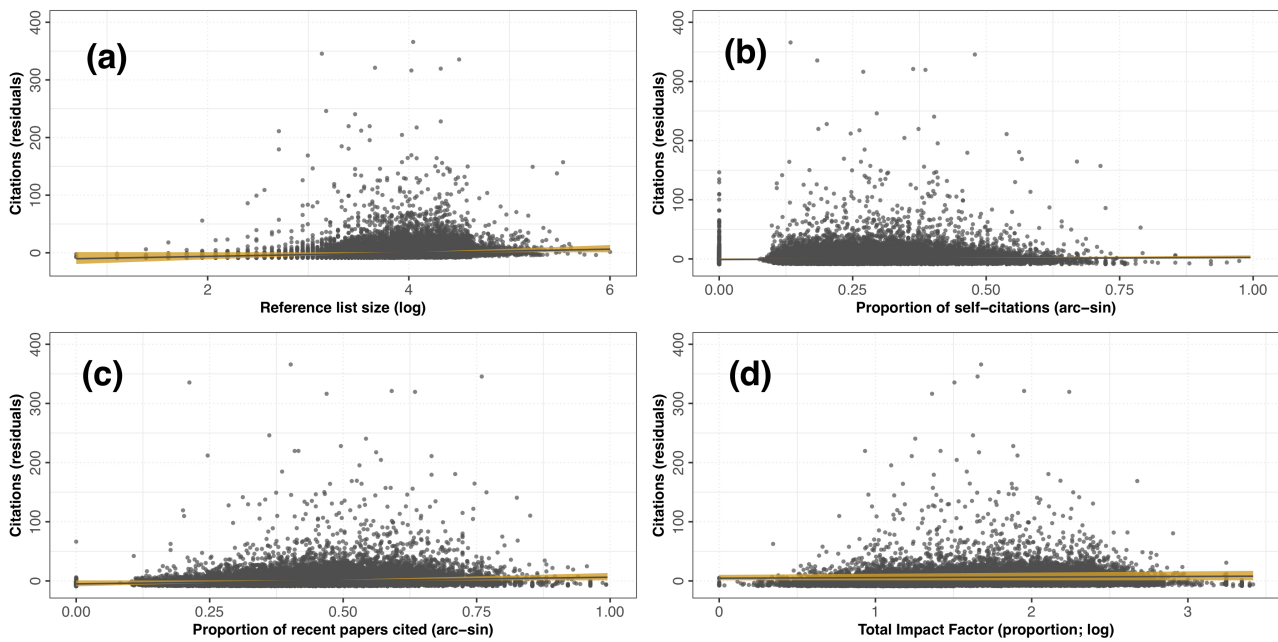 (a)
Citations (residuals)
400
300
200
100
0
2 4 6
Reference list size (log)
(b)
Citations (residuals)
400
300
200
100
0
0.00 0.25 0.50 0.75 1.00
Proportion of self−citations (arc−sin)
(c)
Citations (residuals)
400
300
200
100
0
0.00 0.25 0.50 0.75 1.00
Proportion of recent papers cited (arc−sin)
(d)
Citations (residuals)
400
300
200
100
0
0 1 2 3
Total Impact Factor (proportion; log)